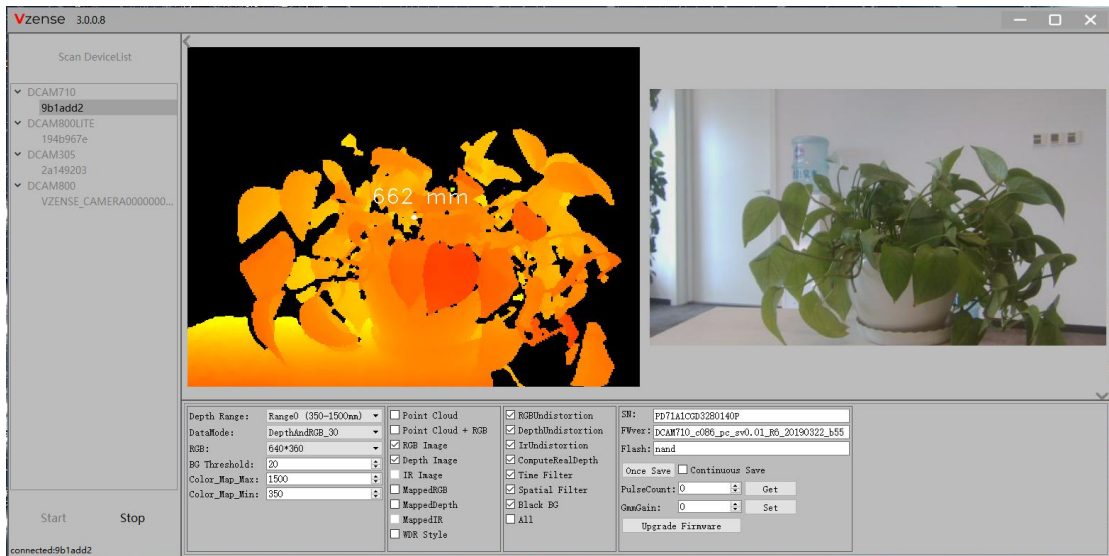 Vzense 3.0.0.8
Scan DeviceList
DCAM710
9b1add2
DCAM800LITE
194b967e
DCAM305
2a149203
DCAM800
VZENSE_CAMERA0000000...
Start Stop
connected:9b1add2
662 mm
Depth Range: Range0 (350-1500mm)
DataMode: DepthAndRGB_30
RGB: 640*360
BG Threshold: 20
Color_Map_Max: 1500
Color_Map_Min: 350
Point Cloud
Point Cloud + RGB
RGB Image
Depth Image
IR Image
MappedRGB
MappedDepth
MappedIR
WDR Style
RGBUndistortion
DepthUndistortion
IrUndistortion
ComputeRealDepth
Time Filter
Spatial Filter
Black BG
All
SN: PD71A1CGD3280140P
FWver: DCAM710_c086_pc_sv0.01_R6_20190322_b55
Flash: nand
Once Save Continuous Save
PulseCount: 0 Get
GmmGain: 0 Set
Upgrade Firmware